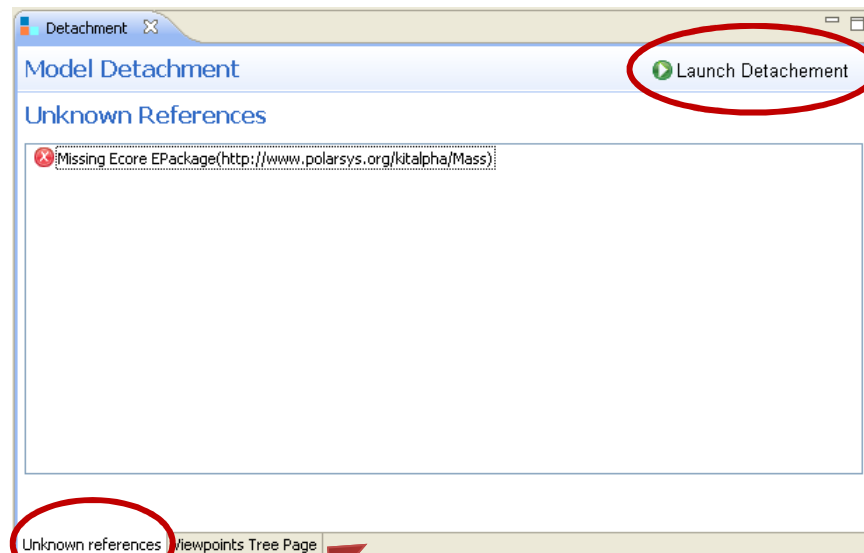 Detachment
Model Detachment
Launch Detachement
Unknown References
Missing Ecore EPackage(http://www.polarsys.org/kitalpha/Mass)
Unknown references Viewpoints Tree Page